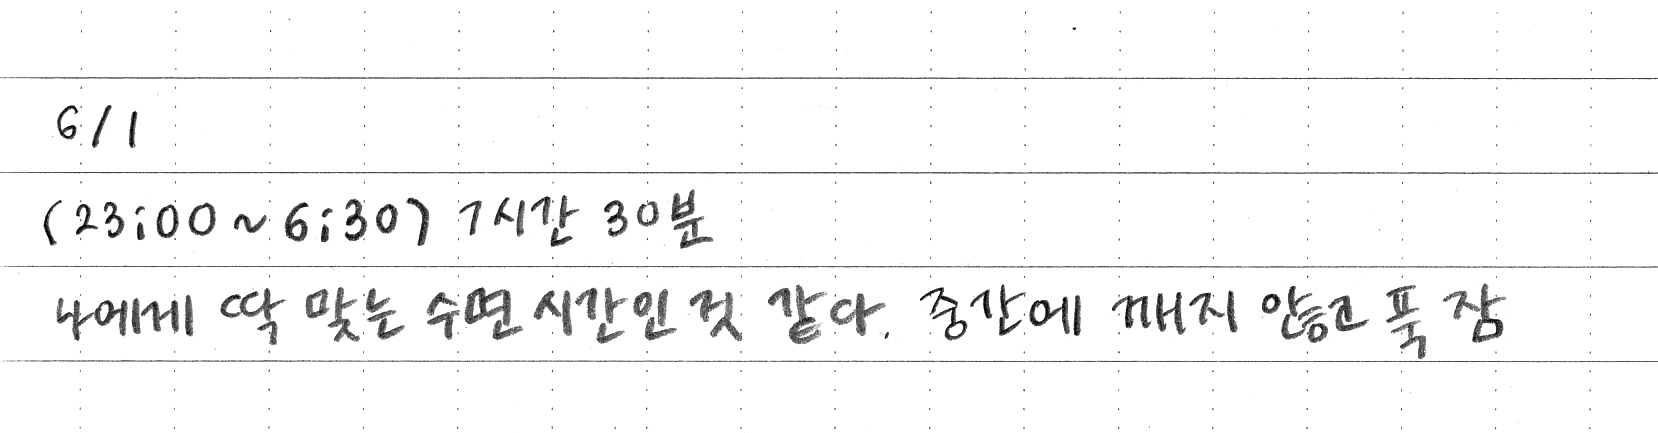 6/1
(23:00~6:30) 7시간 30분
나에게 딱 맞는 수면 시간인 것 같다. 중간에 깨지 않고 푹 잠